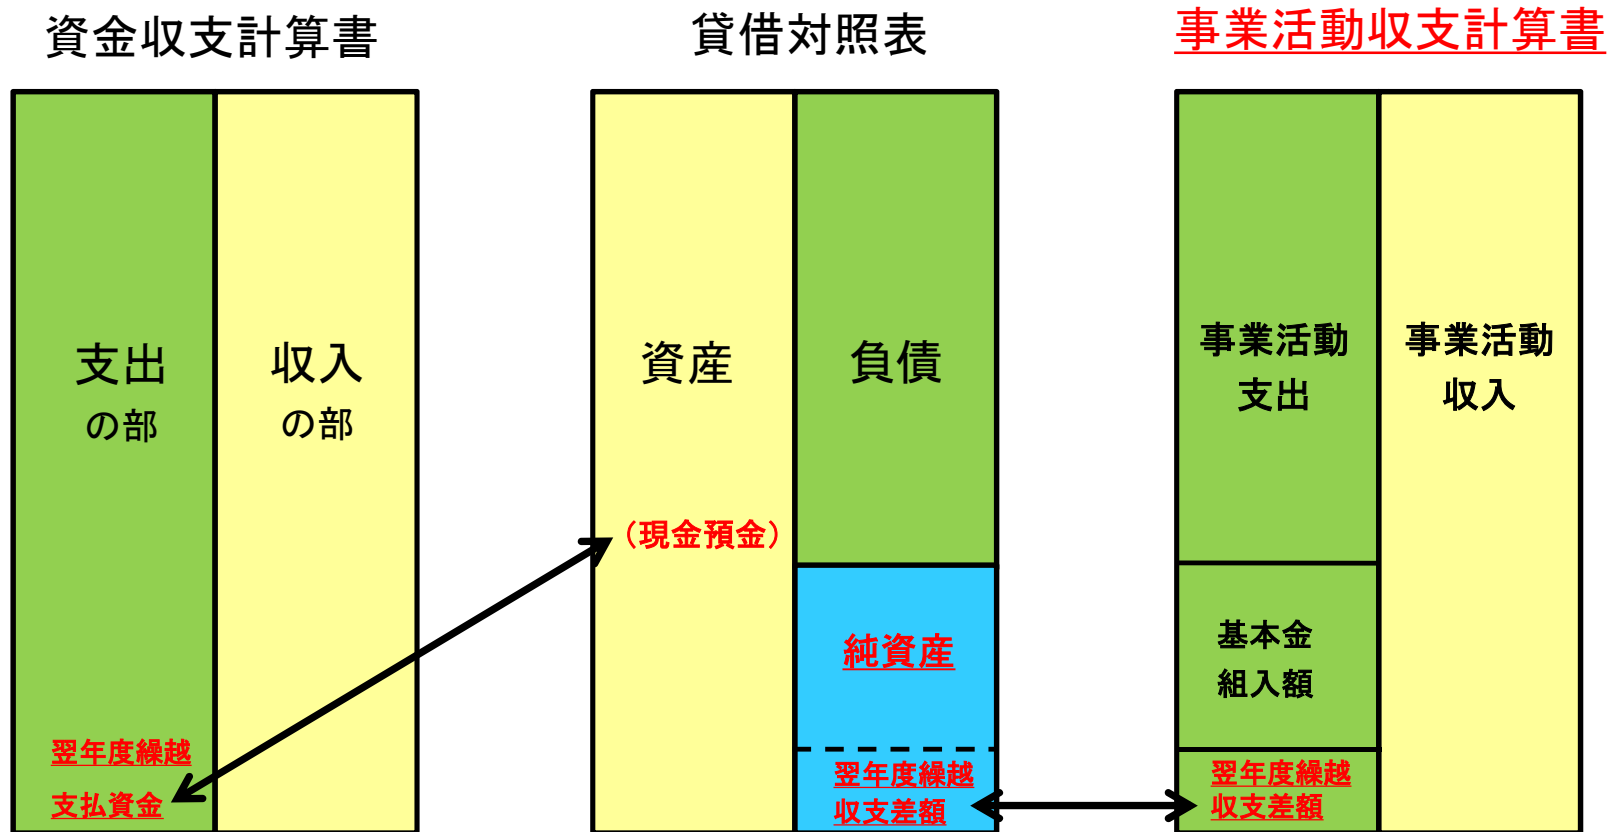 資金収支計算書
支出
の部
収入
の部
翌年度繰越
支払資金
貸借対照表
資産
(現金預金)
負債
純資産
翌年度繰越
収支差額
事業活動収支計算書
事業活動
支出
事業活動
収入
基本金
組入額
翌年度繰越
収支差額